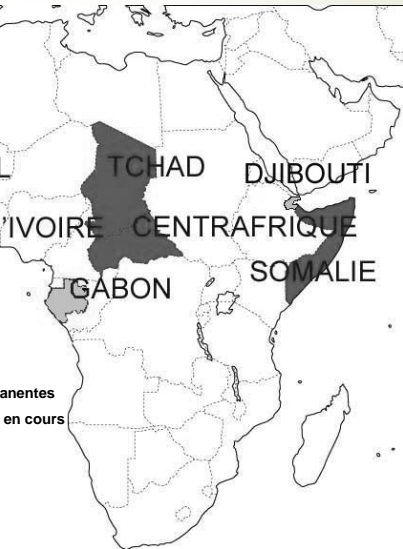 L
TCHAD
DJIBOUTI
'IVOIRE
CENTRAFRIQUE
SOMALIE
GABON
anentes
en cours